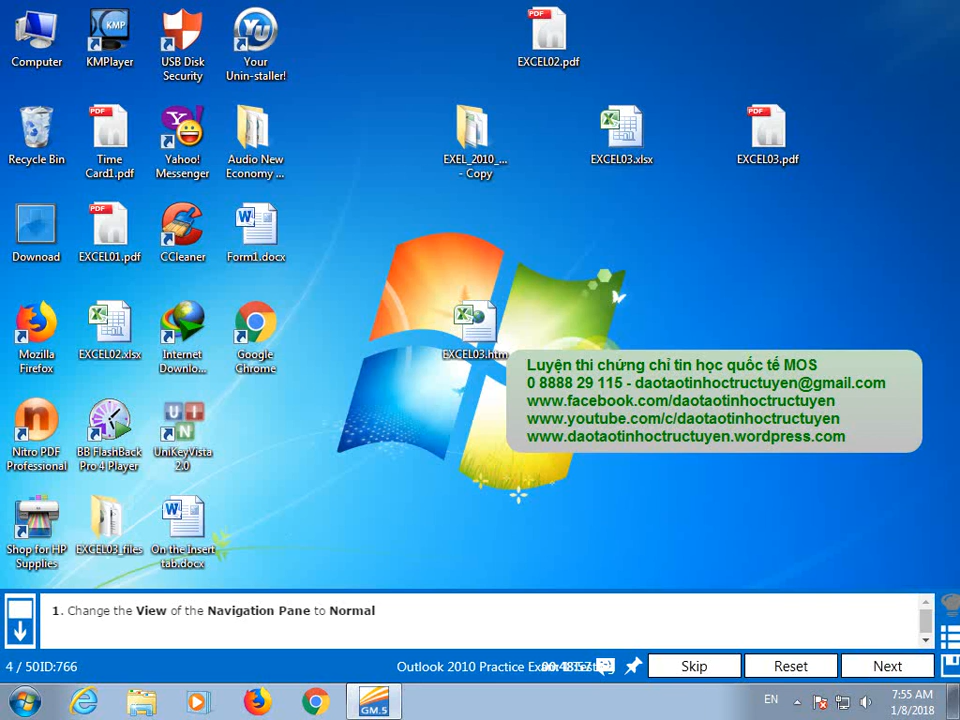 Computer
KMPlayer
USB Disk
Security
Your
Unin-staller!
EXCEL02.pdf
Recycle Bin
Time
Card1.pdf
Yahoo!
Messenger
Audio New
Economy ...
EXEL_2010_...
- Copy
EXCEL03.xlsx
EXCEL03.pdf
Downoad
EXCEL01.pdf
CCleaner
Form1.docx
Mozilla
Firefox
EXCEL02.xlsx
Internet
Downlo...
Google
Chrome
EXCEL03.htm
Luyện thi chứng chỉ tin học quốc tế MOS
0 8888 29 115 - daotaotinhoctructuyen@gmail.com
www.facebook.com/daotaotinhoctructuyen
www.youtube.com/c/daotaotinhoctructuyen
www.daotaotinhoctructuyen.wordpress.com
Nitro PDF
Professional
BB FlashBack
Pro 4 Player
UniKeyVista
2.0
Shop for HP
Supplies
EXCEL03_files
On the Insert
tab.docx
1. Change the View of the Navigation Pane to Normal
4 / 50ID:766
Outlook 2010 Practice
Skip
Reset
Next
GM.5
EN
7:55 AM
1/8/2018